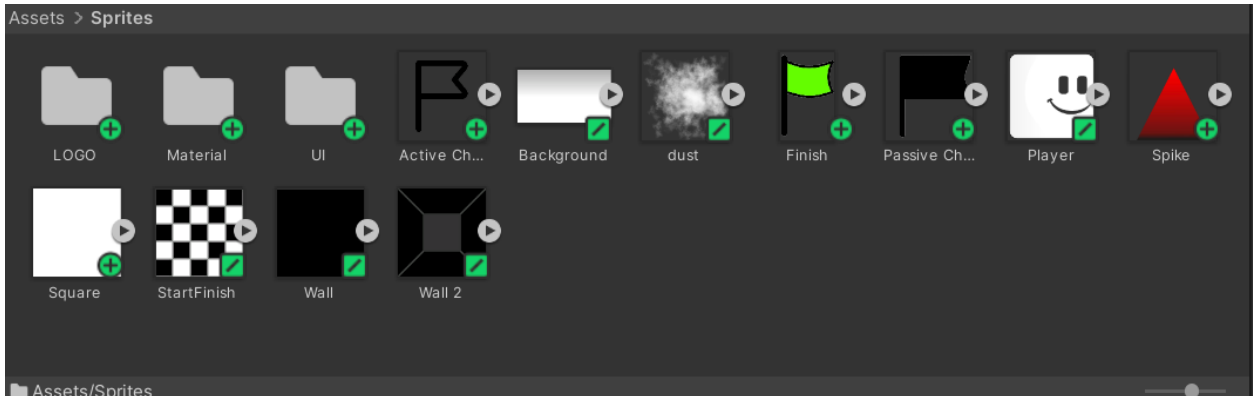 Assets > Sprites
LOGO
Material
UI
Active Ch...
Background
dust
Finish
Passive Ch...
Player
Spike
Square
StartFinish
Wall
Wall 2
Assets/Sprites